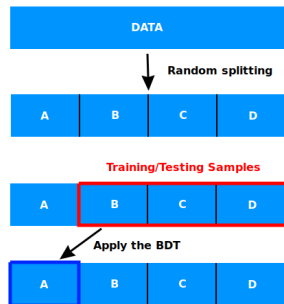 DATA
Random splitting
A B C D
Training/Testing Samples
A B C D
Apply the BDT
A B C D